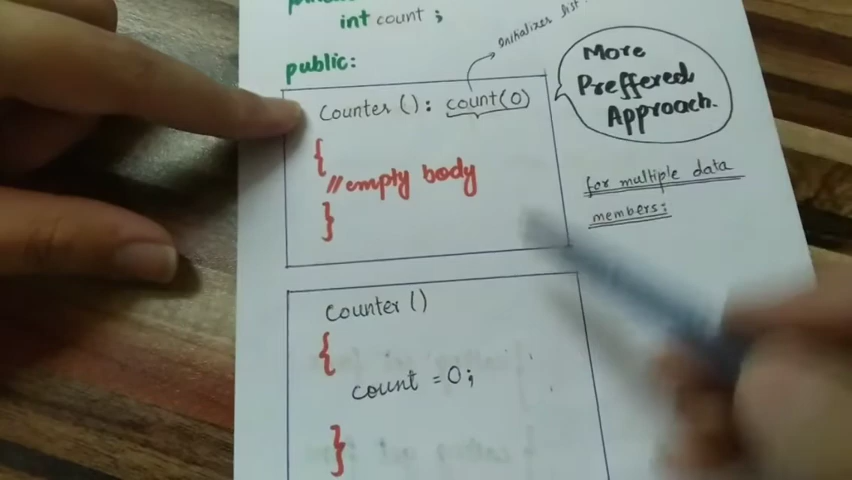 int count ;
Initializer list
public:
Counter () : count(0)
{
//empty body
}
More
Preffered
Approach.
for multiple data
members:
Counter ()
{
count = 0;
}